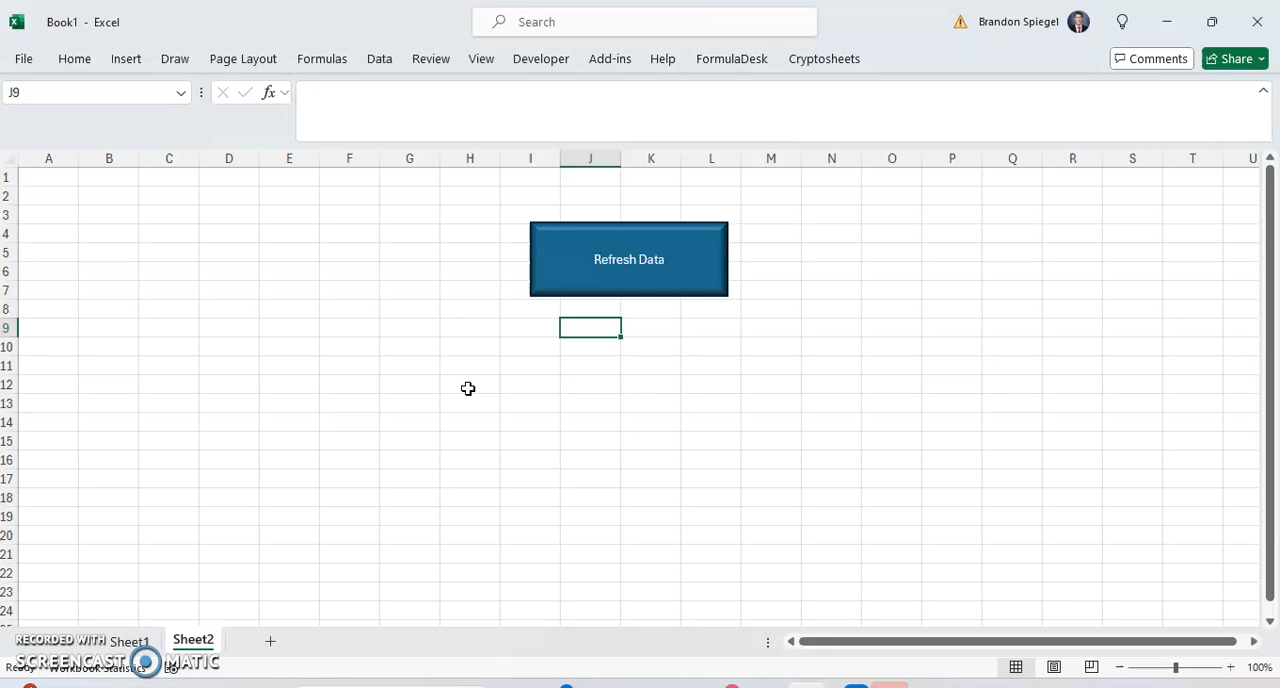 Book1 - Excel
Search
Brandon Spiegel
File Home Insert Draw Page Layout Formulas Data Review View Developer Add-ins Help FormulaDesk Cryptosheets
Comments
Share
J9
fx
A B C D E F G H I J K L M N O P Q R S T U
1
2
3
4
5
6
7
8
9
10
11
12
13
14
15
16
17
18
19
20
21
22
23
24
Refresh Data
RECORDED WITH
SCREENCAST MATIC
Sheet1 Sheet2
Ready Workbook Statistics
100%